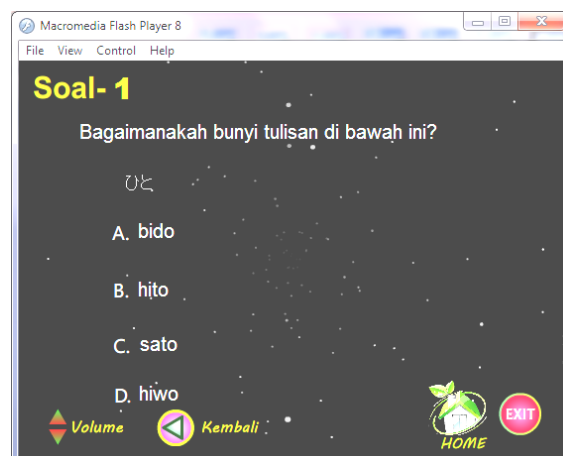 Macromedia Flash Player 8
File View Control Help
Soal- 1
Bagaimanakah bunyi tulisan di bawah ini?
ひと
A. bido
B. hito
C. sato
D. hiwo
Volume
Kembali
HOME
EXIT